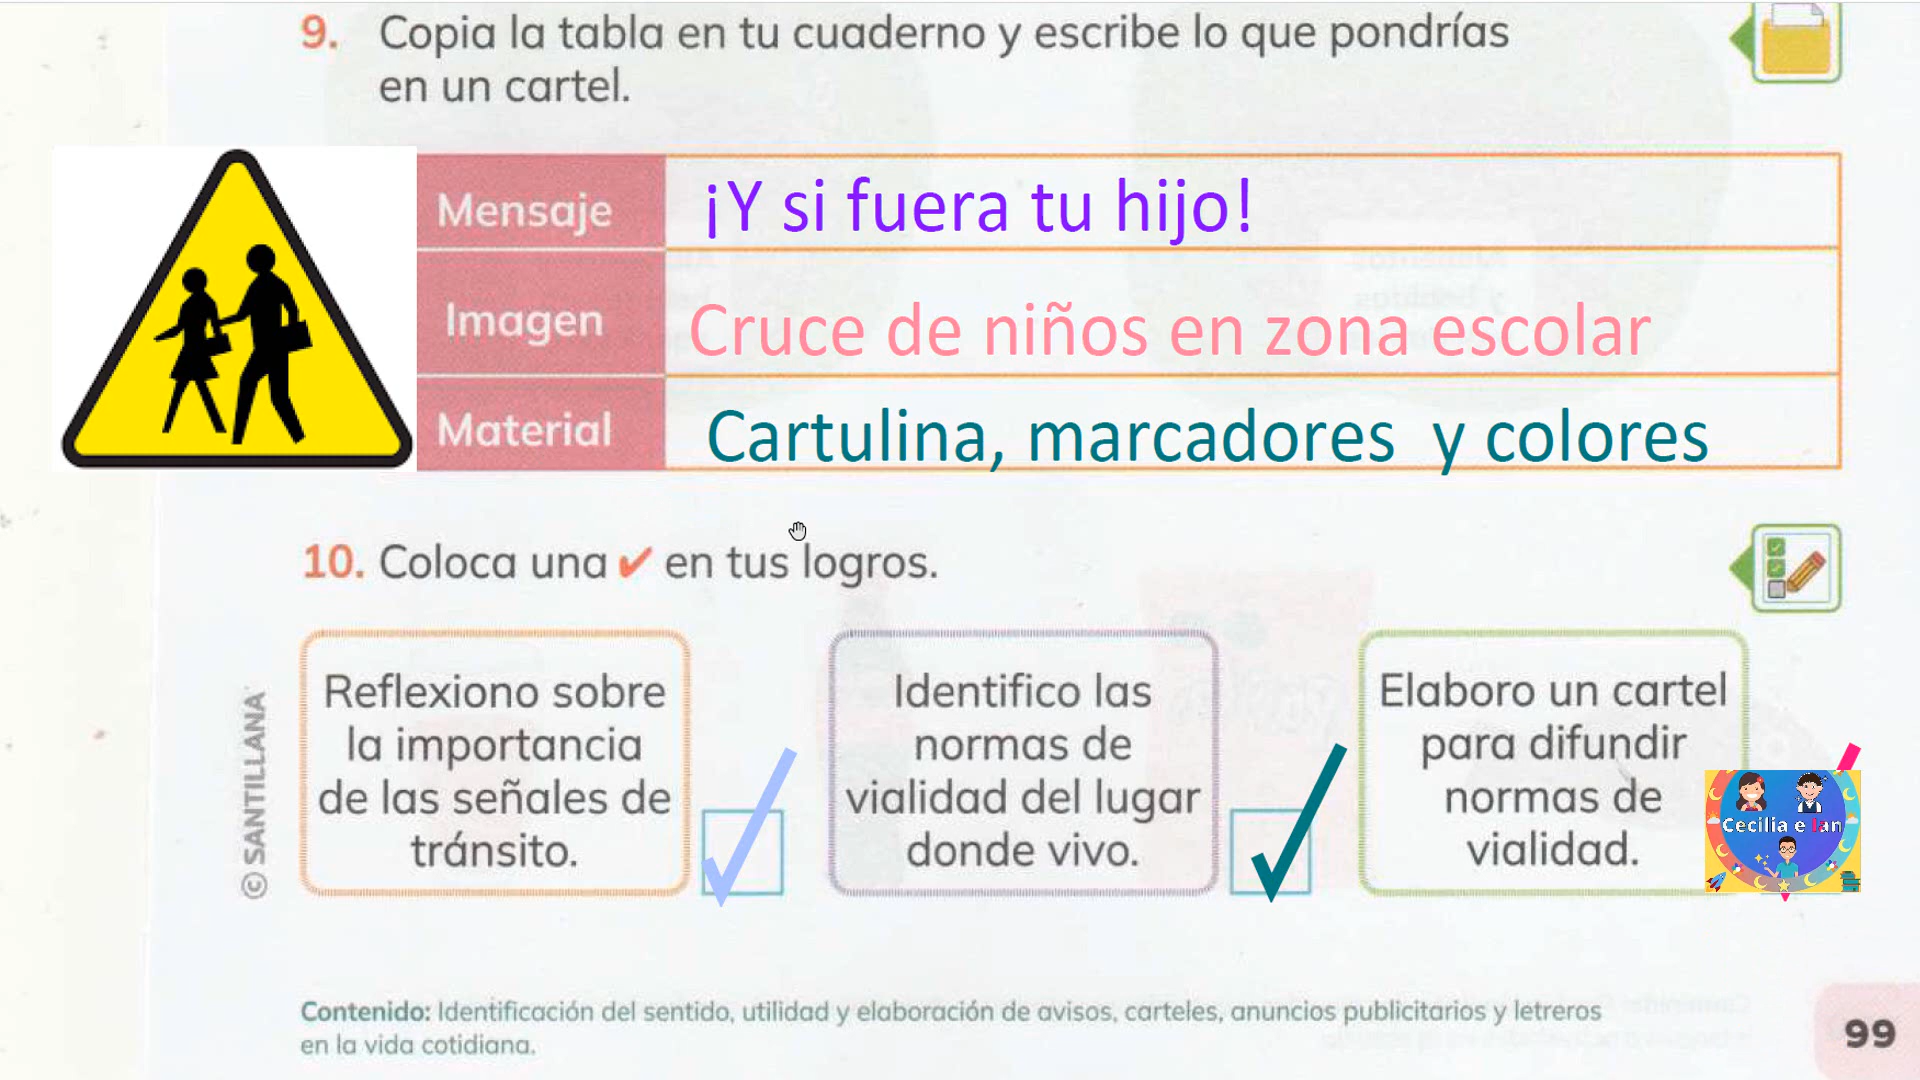 9. Copia la tabla en tu cuaderno y escribe lo que pondrías
en un cartel.
Mensaje ¡Y si fuera tu hijo!
Imagen Cruce de niños en zona escolar
Material Cartulina, marcadores y colores
10. Coloca una ✔ en tus logros.
Reflexiono sobre
la importancia
de las señales de
tránsito.
Identifico las
normas de
vialidad del lugar
donde vivo.
Elaboro un cartel
para difundir
normas de
vialidad.
Cecilia e Ian
© SANTILLANA
Contenido: Identificación del sentido, utilidad y elaboración de avisos, carteles, anuncios publicitarios y letreros
en la vida cotidiana.
99